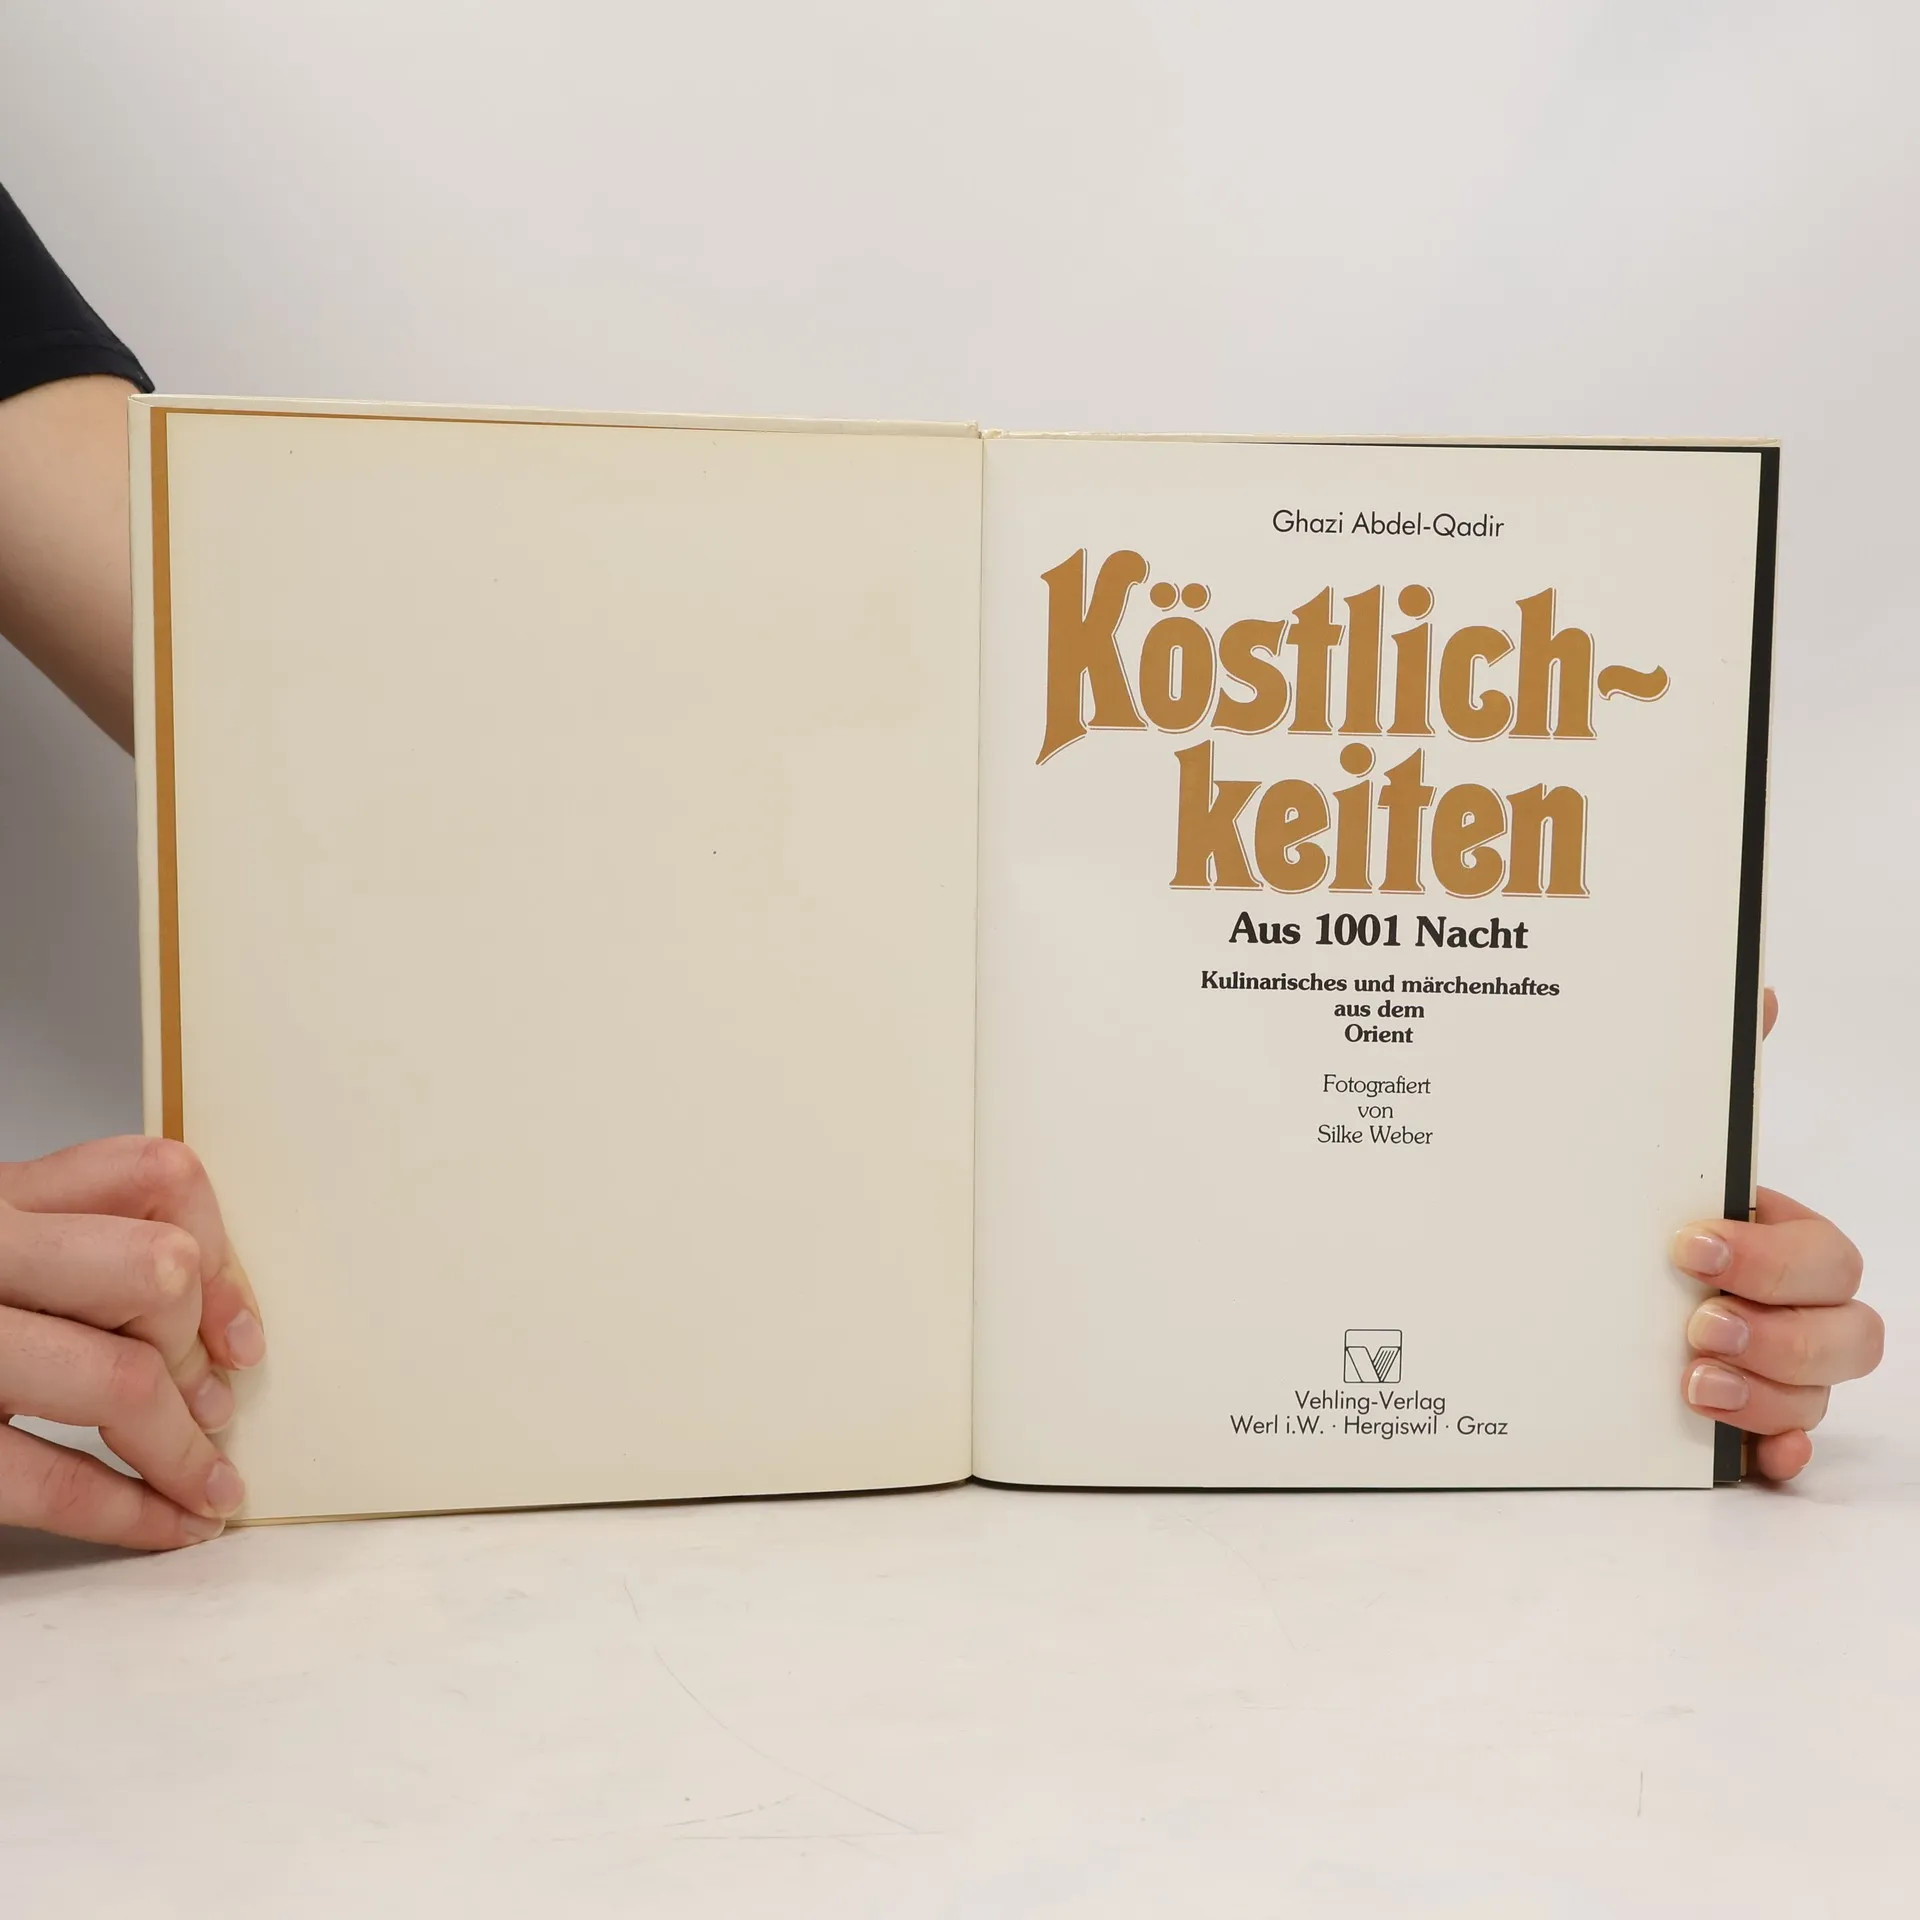 Ghazi Abdel-Qadir
Köstlich~
keiten
Aus 1001 Nacht
Kulinarisches und märchenhaftes
aus dem
Orient
Fotografiert
von
Silke Weber
Vehling-Verlag
Werl i.W. · Hergiswil · Graz